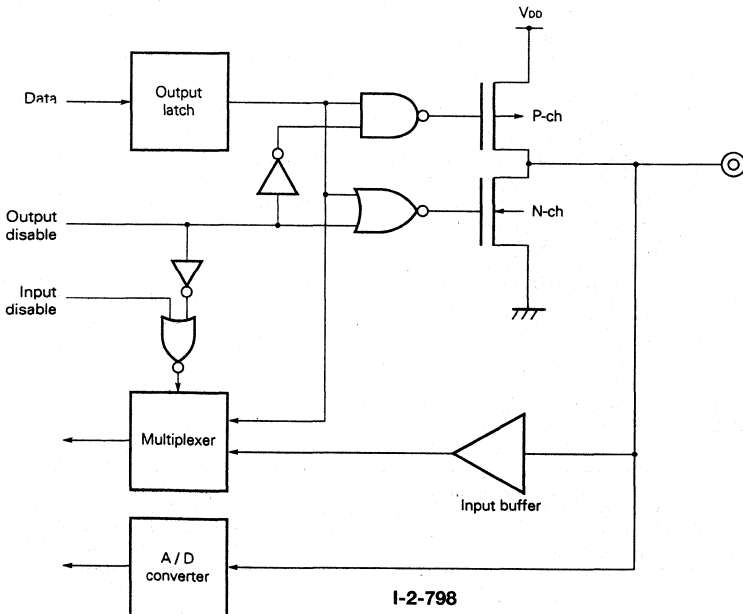 VDD
Data
Output
latch
P-ch
Output
disable
N-ch
Input
disable
Multiplexer
Input buffer
A / D
converter
I-2-798